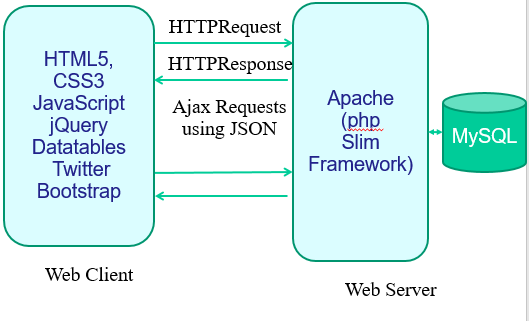 HTML5,
CSS3
JavaScript
jQuery
Datatables
Twitter
Bootstrap
HTTPRequest
HTTPResponse
Ajax Requests
using JSON
Apache
(php
Slim
Framework)
MySQL
Web Client
Web Server